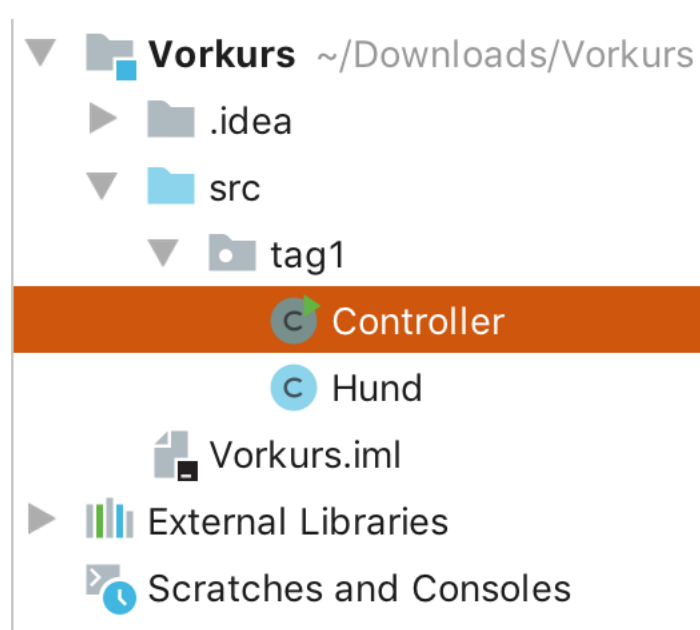 Vorkurs ~/Downloads/Vorkurs
.idea
src
tag1
C Controller
C Hund
Vorkurs.iml
External Libraries
Scratches and Consoles